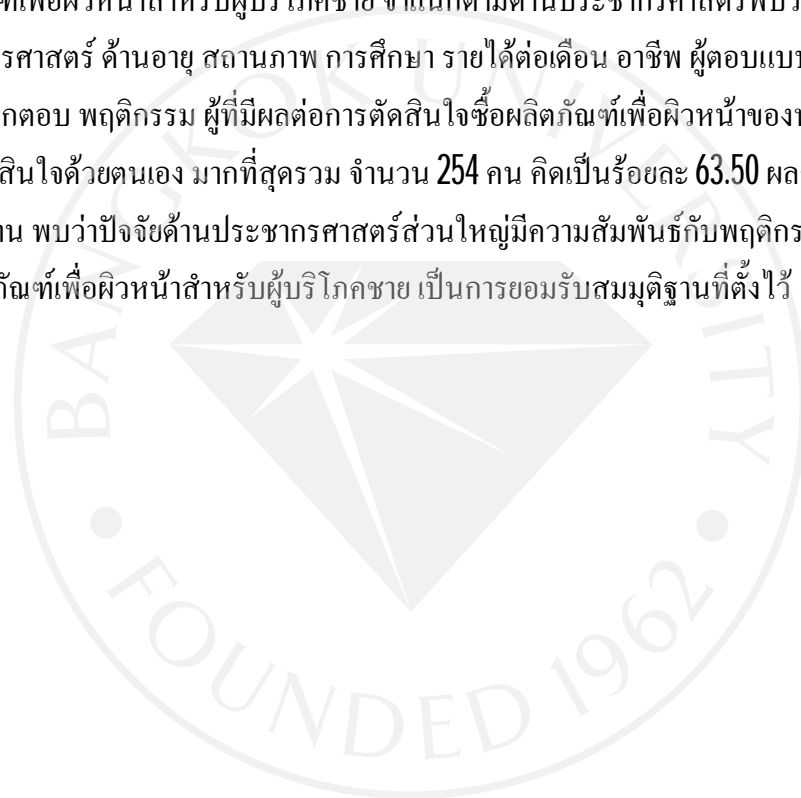 ฑ์เพื่อผิวหน้าสำหรับผู้บริโภคชาย จำแนกตามด้านประชากรศาสตร์พบว
รศาสตร์ ด้านอายุ สถานภาพ การศึกษา รายได้ต่อเดือน อาชีพ ผู้ตอบแบบ
กตอบ พฤติกรรม ผู้ที่มีผลต่อการตัดสินใจซื้อผลิตภัณฑ์เพื่อผิวหน้าของ
สินใจด้วยตนเอง มากที่สุดรวม จำนวน 254 คน คิดเป็นร้อยละ 63.50 ผล
าน พบว่าปัจจัยด้านประชากรศาสตร์ส่วนใหญ่มีความสัมพันธ์กับพฤติกร
ภัณฑ์เพื่อผิวหน้าสำหรับผู้บริโภคชาย เป็นการยอมรับสมมุติฐานที่ตั้งไว้
BANGKOK UNIVERSITY
FOUNDED 1962